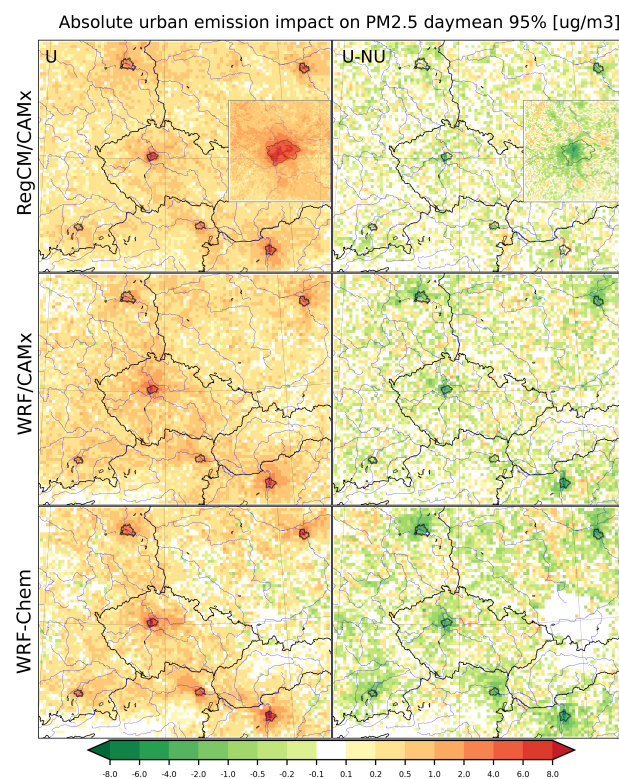 Absolute urban emission impact on PM2.5 daymean 95% [ug/m3]
U
U-NU
RegCM/CAMx
WRF/CAMx
WRF-Chem
-8.0 -6.0 -4.0 -2.0 -1.0 -0.5 -0.2 -0.1 0.1 0.2 0.5 1.0 2.0 4.0 6.0 8.0